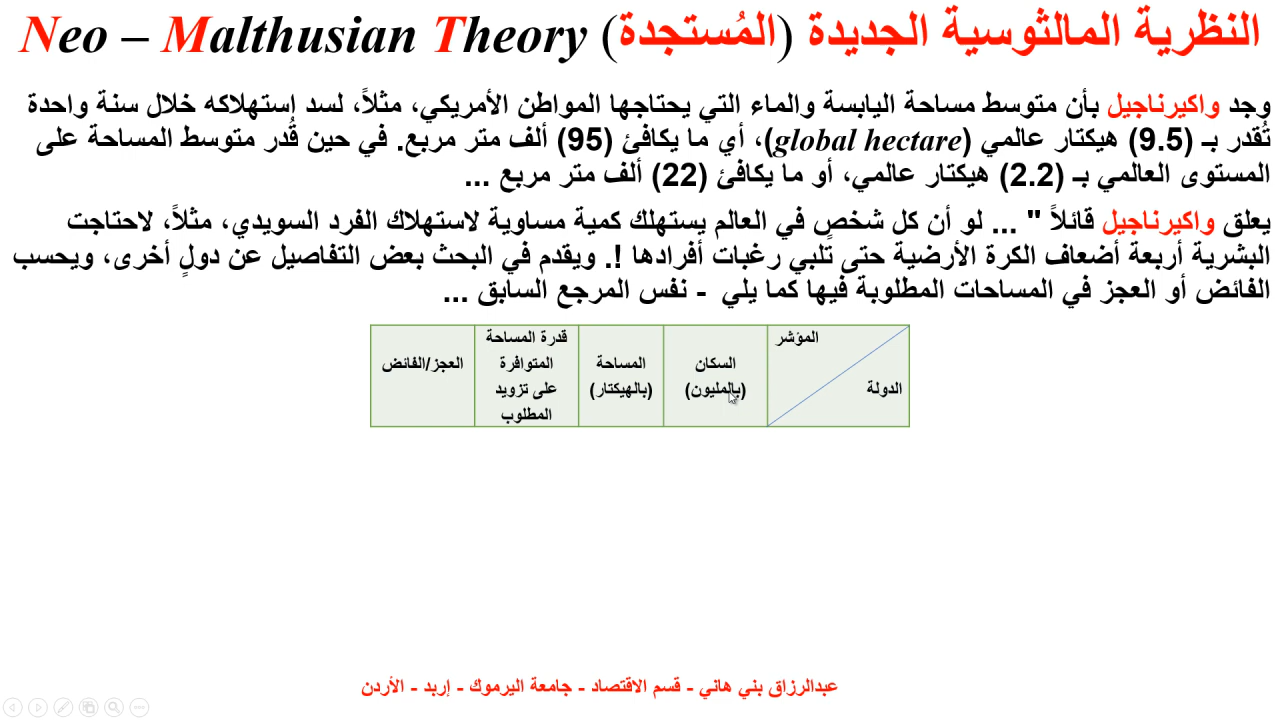 النظرية المالثوسية الجديدة (المُستجدة) Neo – Malthusian Theory
وجد واكيرناجيل بأن متوسط مساحة اليابسة والماء التي يحتاجها المواطن الأمريكي، مثلاً، لسد إستهلاكه خلال سنة واحدة
تُقدر بـ (9.5) هيكتار عالمي (global hectare)، أي ما يكافئ (95) ألف متر مربع. في حين قُدر متوسط المساحة على
المستوى العالمي بـ (2.2) هيكتار عالمي، أو ما يكافئ (22) ألف متر مربع ...
يعلق واكيرناجيل قائلاً " ... لو أن كل شخصٍ في العالم يستهلك كمية مساوية لاستهلاك الفرد السويدي، مثلاً، لاحتاجت
البشرية أربعة أضعاف الكرة الأرضية حتى تلبي رغبات أفرادها !. ويقدم في البحث بعض التفاصيل عن دولٍ أخرى، ويحسب
الفائض أو العجز في المساحات المطلوبة فيها كما يلي - نفس المرجع السابق ...
المؤشر
الدولة
السكان
(بالمليون)
المساحة
(بالهيكتار)
قدرة المساحة
المتوافرة
على تزويد
المطلوب
العجز/الفائض
عبدالرزاق بني هاني - قسم الاقتصاد - جامعة اليرموك - إربد - الأردن